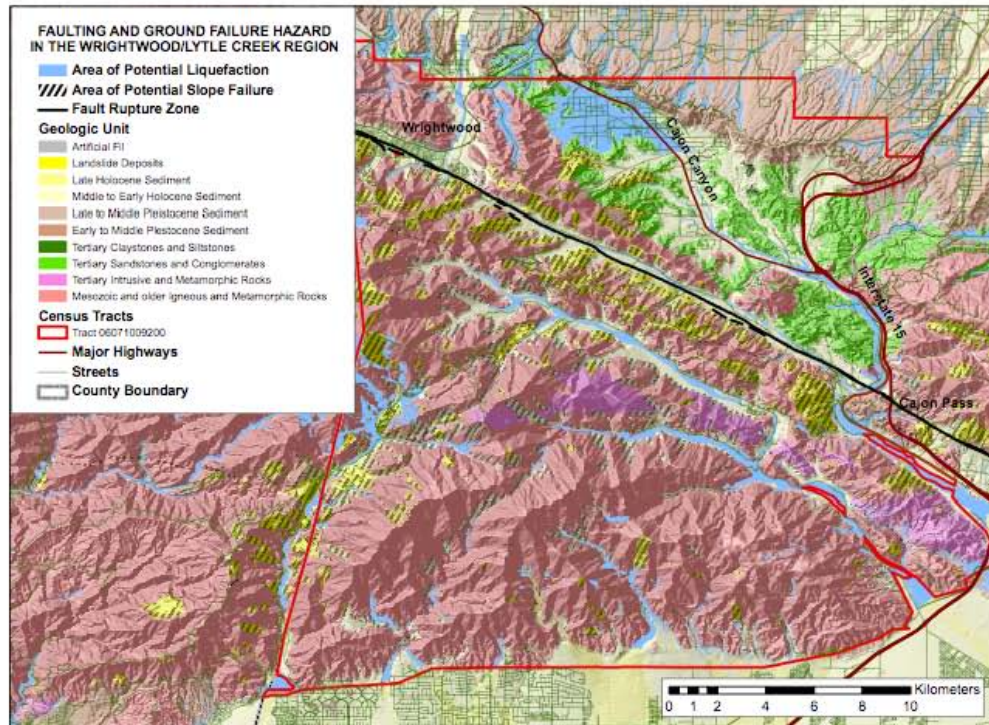 FAULTING AND GROUND FAILURE HAZARD
IN THE WRIGHTWOOD/LYTLE CREEK REGION
Area of Potential Liquefaction
Area of Potential Slope Failure
Fault Rupture Zone
Geologic Unit
Artificial Fil
Landslide Deposits
Late Holocene Sediment
Middle to Early Holocene Sediment
Late to Middle Pleistocene Sediment
Early to Middle Plestocene Sediment
Tertiary Claystones and Siltstones
Tertiary Sandstones and Conglomerates
Tertiary Intrusive and Metamorphic Rocks
Mesozoic and older Igneous and Metamorphic Rocks
Census Tracts
Tract 06071009200
Major Highways
Streets
County Boundary
Wrightwood
Cajon Canyon
Interstate 15
Cajon Pass
Kilometers
0 1 2 4 6 8 10